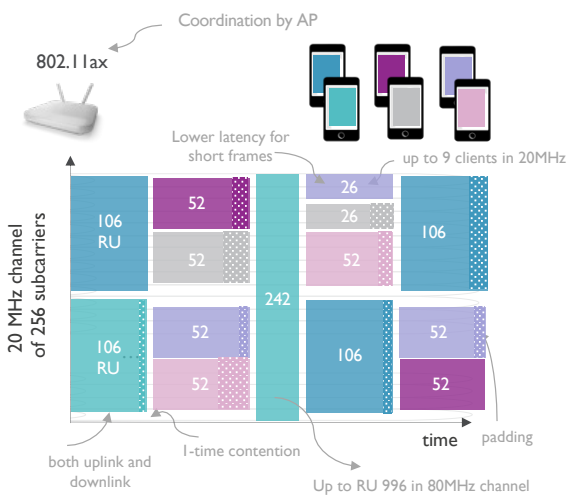 Coordination by AP
802.11ax
Lower latency for
short frames
up to 9 clients in 20MHz
20 MHz channel
of 256 subcarriers
106
RU
52
52
242
26
26
52
106
106
RU
52
52
106
52
52
time
padding
1-time contention
both uplink and
downlink
Up to RU 996 in 80MHz channel